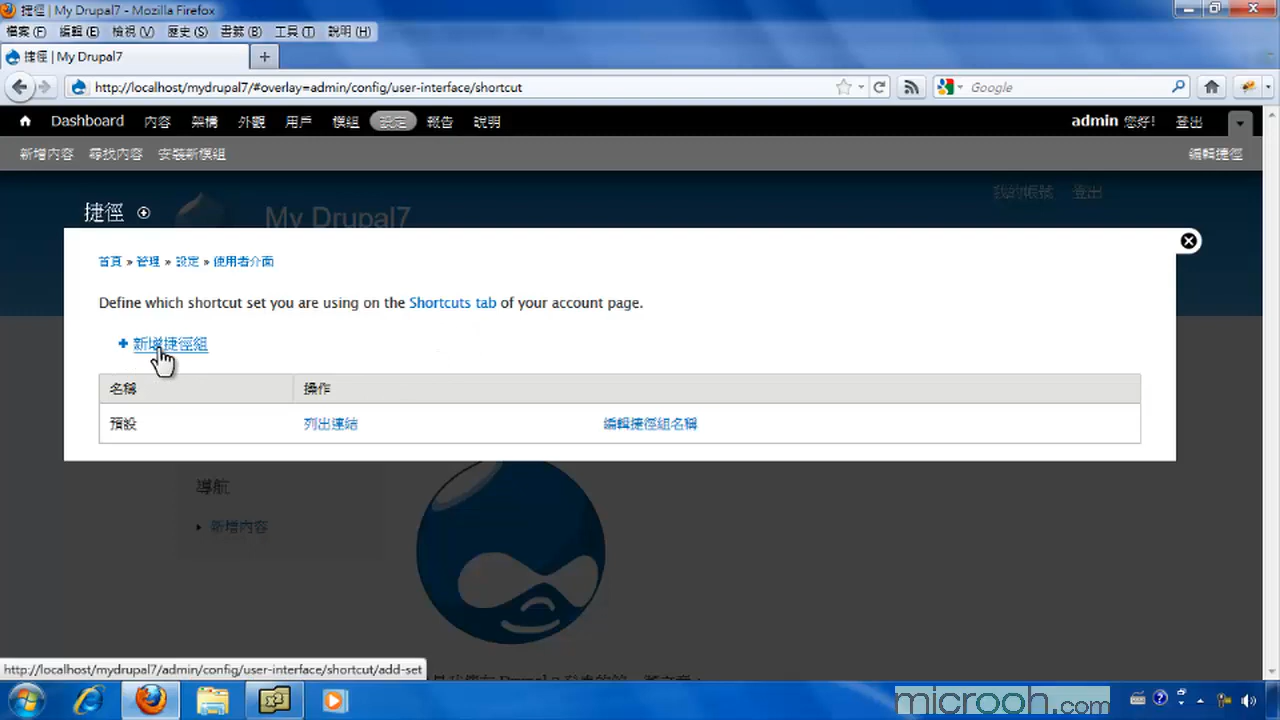 捷徑 | My Drupal7 - Mozilla Firefox
檔案(F) 編輯(E) 檢視(V) 歷史(S) 書籤(B) 工具(T) 說明(H)
捷徑 | My Drupal7
http://localhost/mydrupal7/#overlay=admin/config/user-interface/shortcut
Google
Dashboard 內容 架構 外觀 用戶 模組 設定 報告 說明
admin 您好! 登出
新增內容 尋找內容 安裝新模組
編輯捷徑
我的帳號 登出
捷徑
My Drupal7
首頁 » 管理 » 設定 » 使用者介面
Define which shortcut set you are using on the Shortcuts tab of your account page.
新增捷徑組
名稱 操作
預設 列出連結 編輯捷徑組名稱
導航
新增內容
http://localhost/mydrupal7/admin/config/user-interface/shortcut/add-set
microoh.com